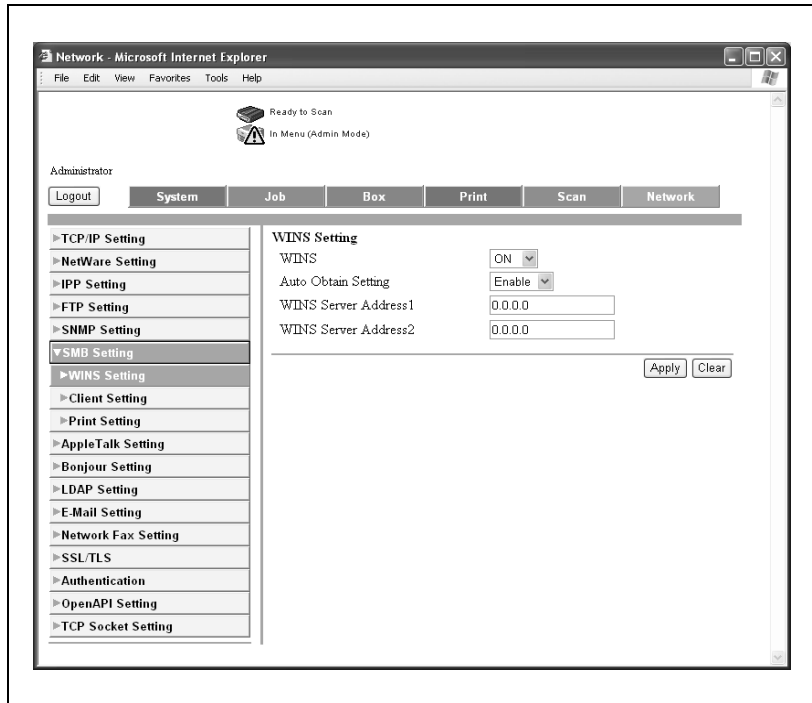 Network - Microsoft Internet Explorer
File Edit View Favorites Tools Help
Ready to Scan
In Menu (Admin Mode)
Administrator
Logout System Job Box Print Scan Network
TCP/IP Setting
NetWare Setting
IPP Setting
FTP Setting
SNMP Setting
SMB Setting
WINS Setting
Client Setting
Print Setting
AppleTalk Setting
Bonjour Setting
LDAP Setting
E-Mail Setting
Network Fax Setting
SSL/TLS
Authentication
OpenAPI Setting
TCP Socket Setting
WINS Setting
WINS ON
Auto Obtain Setting Enable
WINS Server Address1 0.0.0.0
WINS Server Address2 0.0.0.0
Apply Clear